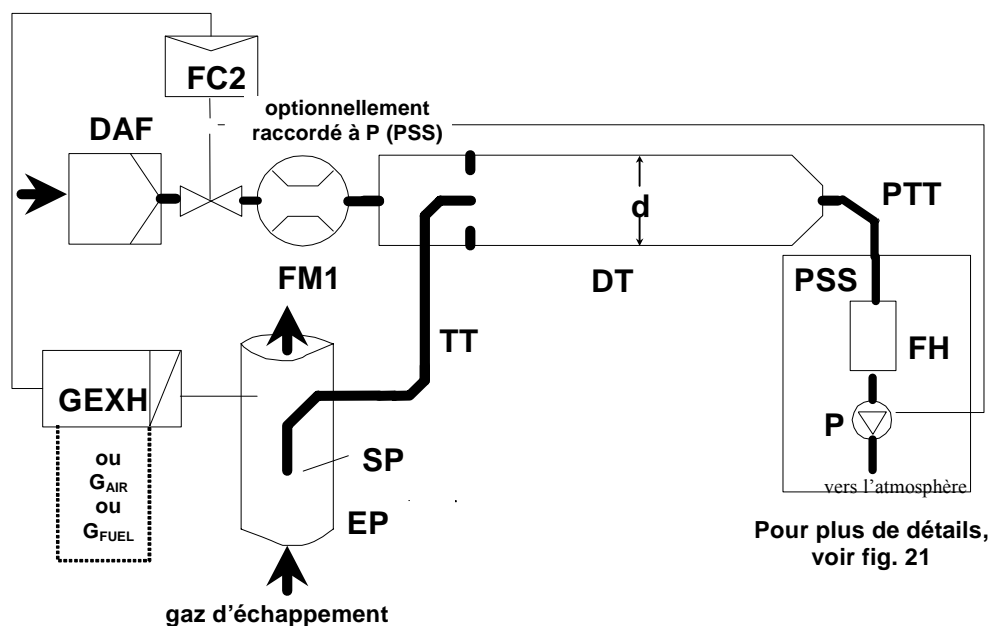 FC2
optionnellement
raccordé à P (PSS)
DAF
d
PTT
FM1
DT
PSS
TT
FH
GEXH
P
ou
GAIR
ou
GFUEL
SP
vers l'atmosphère
EP
Pour plus de détails,
voir fig. 21
gaz d'échappement